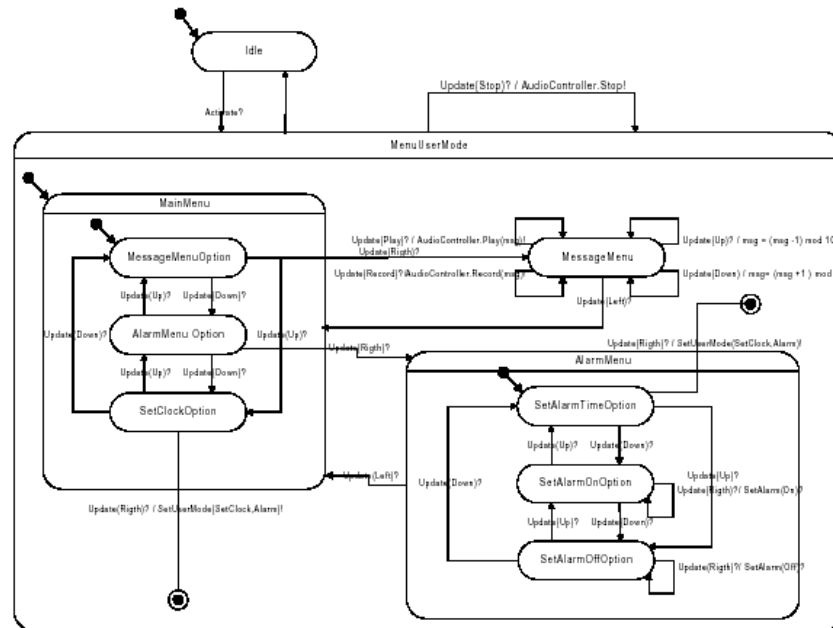 Idle
Activate?
Update(Stop)? / AudioController.Stop!
MenuUserMode
MainMenu
MessageMenuOption
Update(Play)? / AudioController.Play(msg)!
Update(Rigth)?
Update(Record)?/AudioController.Record(msg)!
MessageMenu
Update(Up)? / msg = (msg -1) mod 10
Update(Down) / msg= (msg +1 ) mod
Update(Left)?
Update(Up)?
Update(Down)?
Update(Down)?
AlarmMenu Option
Update(Up)?
Update(Rigth)?
Update(Rigth)? / SetUserMode(SetClock,Alarm)!
AlarmMenu
Update(Up)?
Update(Down)?
SetClockOption
SetAlarmTimeOption
Update(Up)?
Update(Down)?
Update(Left)?
Update(Down)?
SetAlarmOnOption
Update(Up)?
Update(Rigth)?/ SetAlarm(On)?
Update(Rigth)? / SetUserMode(SetClock,Alarm)!
Update(Up)?
Update(Down)?
SetAlarmOffOption
Update(Rigth)?/ SetAlarm(Off)?